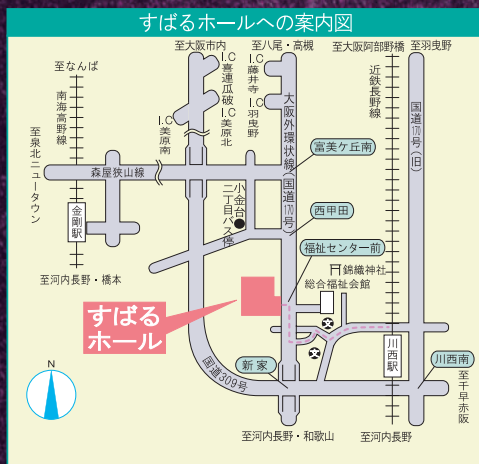 すばるホールへの案内図
至大阪市内
至八尾・高槻
至大阪阿部野橋
至羽曳野
至なんば
南海高野線
至泉北ニュータウン
森屋狭山線
金剛駅
至河内長野・橋本
I.C喜連瓜破
I.C美原北
I.C美原南
I.C藤井寺
I.C羽曳野
大阪外環状線(国道170号)
近鉄長野線
国道170号(旧)
富美ケ丘南
小金台二丁目バス停
西甲田
福祉センター前
錦織神社
総合福祉会館
すばる
ホール
文
文
川西駅
新家
川西南
国道309号
至千早赤阪
N
至河内長野・和歌山
至河内長野